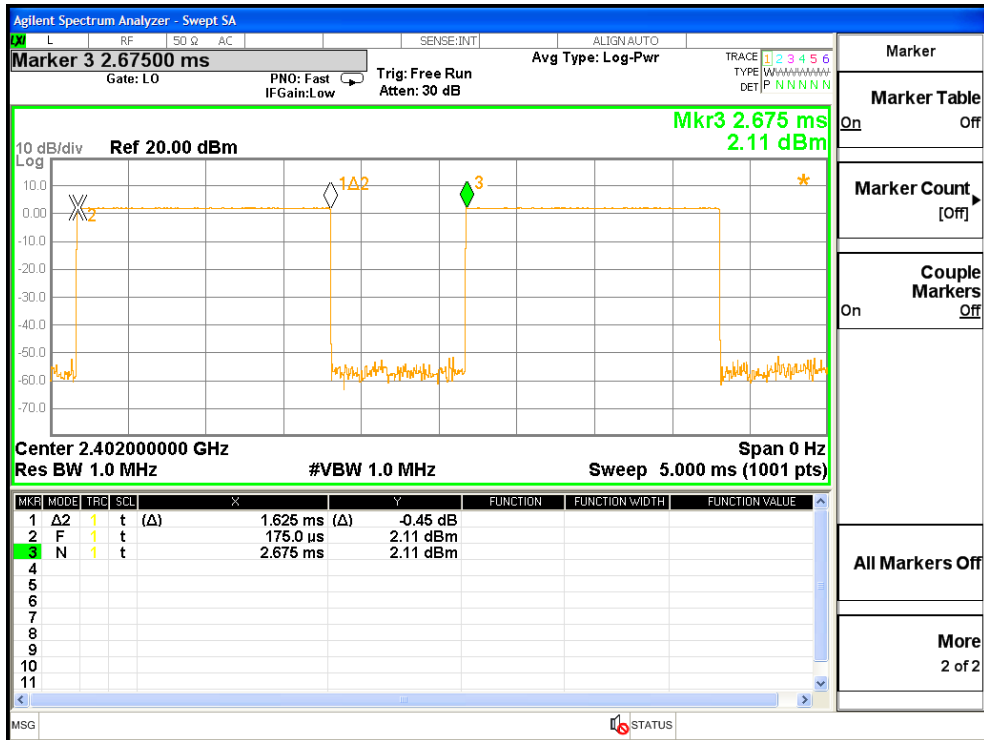 Agilent Spectrum Analyzer - Swept SA
LXI L RF 50 Ω AC SENSE:INT ALIGN AUTO
Marker 3 2.67500 ms
Gate: LO
PNO: Fast
IFGain:Low
Trig: Free Run
Atten: 30 dB
Avg Type: Log-Pwr
TRACE 1 2 3 4 5 6
TYPE WWWWWW
DET P N N N N N
Mkr3 2.675 ms
2.11 dBm
10 dB/div Ref 20.00 dBm
Log
10.0
0.00
-10.0
-20.0
-30.0
-40.0
-50.0
-60.0
-70.0
1Δ2
2
3
*
Center 2.402000000 GHz Span 0 Hz
Res BW 1.0 MHz #VBW 1.0 MHz Sweep 5.000 ms (1001 pts)
MKR MODE TRC SCL X Y FUNCTION FUNCTION WIDTH FUNCTION VALUE
1 Δ2 1 t (Δ) 1.625 ms (Δ) -0.45 dB
2 F 1 t 175.0 µs 2.11 dBm
3 N 1 t 2.675 ms 2.11 dBm
4
5
6
7
8
9
10
11
MSG STATUS
Marker
Marker Table
On Off
Marker Count
[Off]
Couple
Markers
On Off
All Markers Off
More
2 of 2